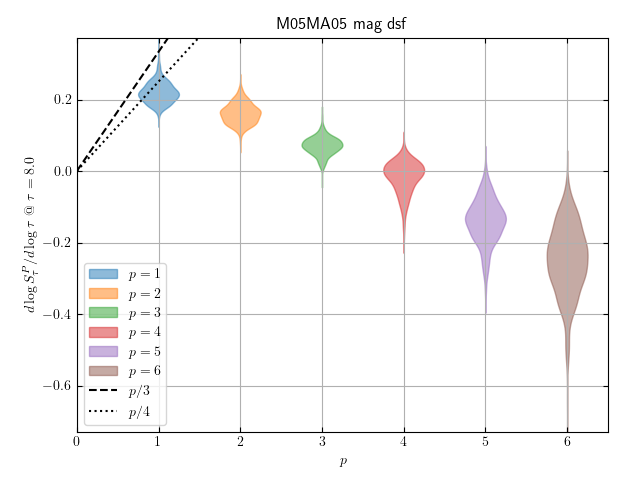 M05MA05 mag dsf
d log S_τ^P / d log τ @ τ = 8.0
0.2
0.0
−0.2
−0.4
−0.6
p = 1
p = 2
p = 3
p = 4
p = 5
p = 6
p/3
p/4
0 1 2 3 4 5 6
p